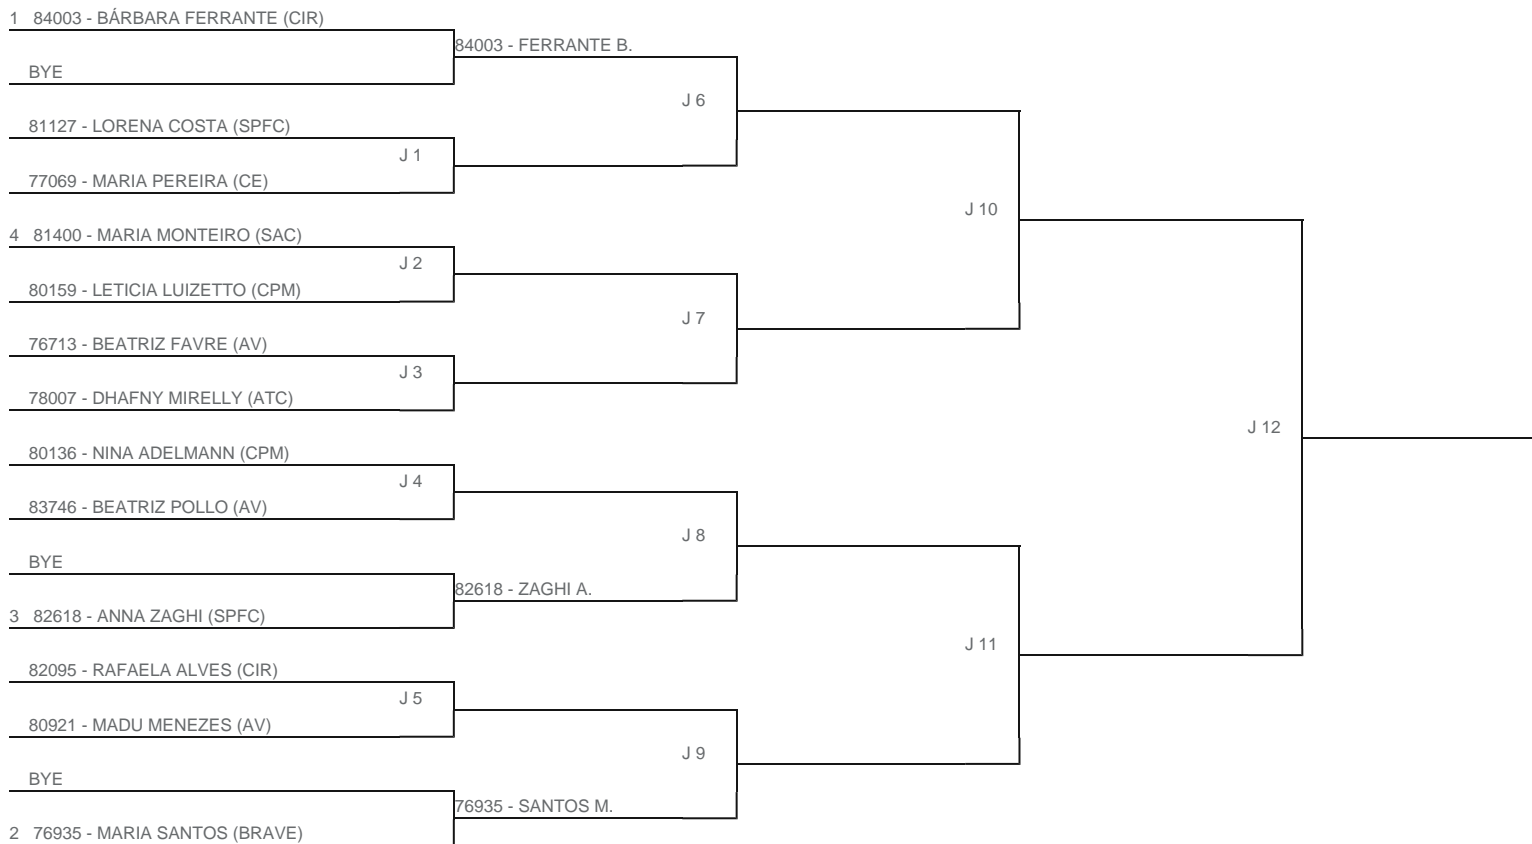 1 84003 - BÁRBARA FERRANTE (CIR)
84003 - FERRANTE B.
BYE
J 6
81127 - LORENA COSTA (SPFC)
J 1
77069 - MARIA PEREIRA (CE)
J 10
4 81400 - MARIA MONTEIRO (SAC)
J 2
80159 - LETICIA LUIZETTO (CPM)
J 7
76713 - BEATRIZ FAVRE (AV)
J 3
78007 - DHAFNY MIRELLY (ATC)
J 12
80136 - NINA ADELMANN (CPM)
J 4
83746 - BEATRIZ POLLO (AV)
J 8
BYE
82618 - ZAGHI A.
3 82618 - ANNA ZAGHI (SPFC)
J 11
82095 - RAFAELA ALVES (CIR)
J 5
80921 - MADU MENEZES (AV)
J 9
BYE
76935 - SANTOS M.
2 76935 - MARIA SANTOS (BRAVE)